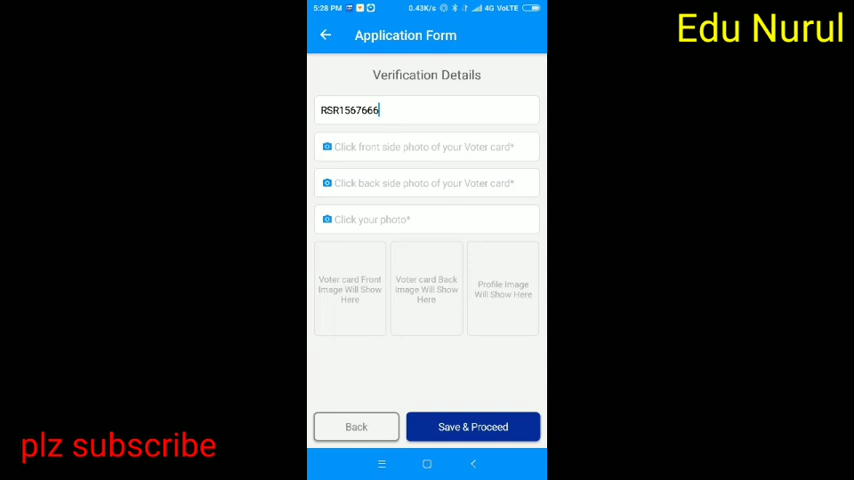 5:28 PM 0.43K/s 4G VoLTE
Application Form
Edu Nurul
Verification Details
RSR1567666
Click front side photo of your Voter card*
Click back side photo of your Voter card*
Click your photo*
Voter card Front
Image Will Show
Here
Voter card Back
Image Will Show
Here
Profile Image
Will Show Here
Back
Save & Proceed
plz subscribe